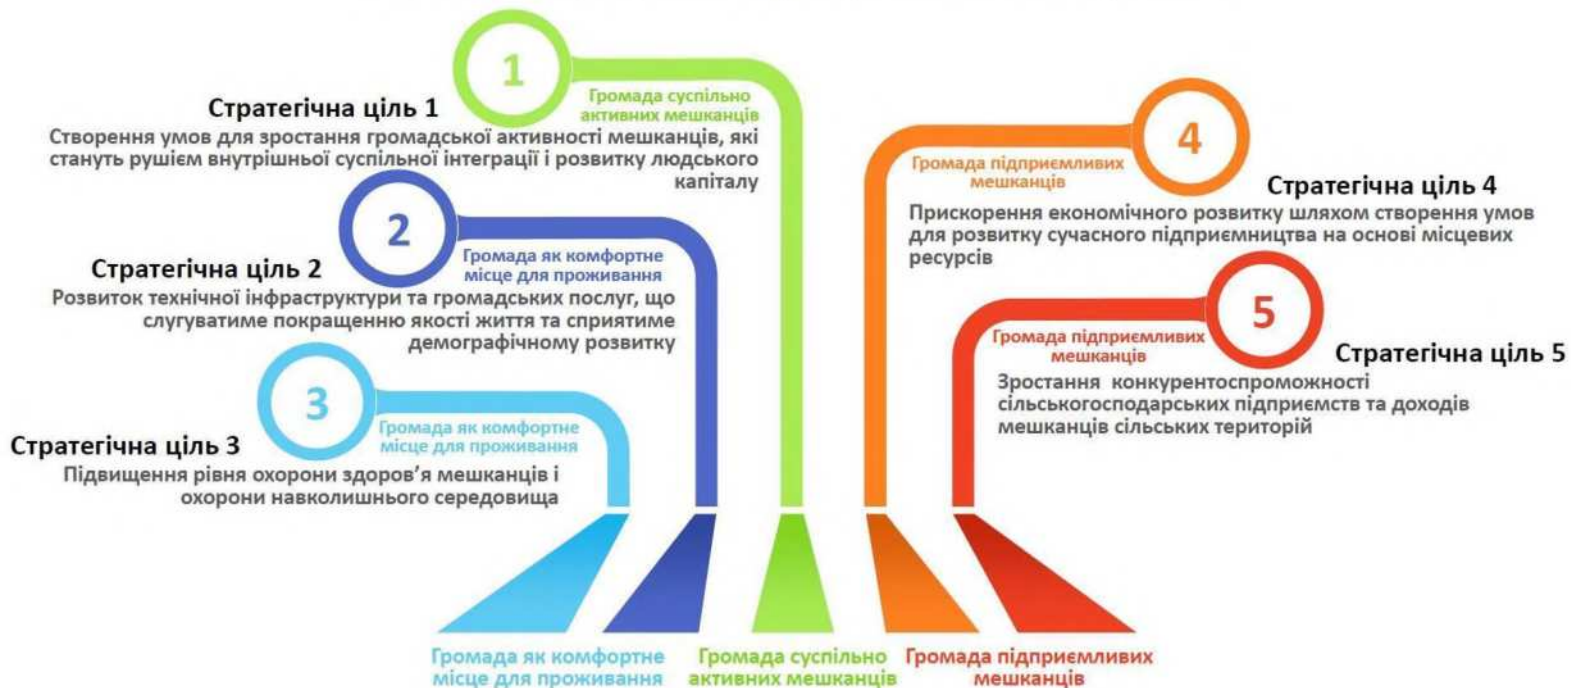 1
Громада суспільно
активних мешканців
Стратегічна ціль 1
Створення умов для зростання громадської активності мешканців, які
стануть рушієм внутрішньої суспільної інтеграції і розвитку людського
капіталу
2
Громада як комфортне
місце для проживання
Стратегічна ціль 2
Розвиток технічної інфраструктури та громадських послуг, що
слугуватиме покращенню якості життя та сприятиме
демографічному розвитку
3
Громада як комфортне
місце для проживання
Стратегічна ціль 3
Підвищення рівня охорони здоров’я мешканців і
охорони навколишнього середовища
4
Громада підприємливих
мешканців
Стратегічна ціль 4
Прискорення економічного розвитку шляхом створення умов
для розвитку сучасного підприємництва на основі місцевих
ресурсів
5
Громада підприємливих
мешканців
Стратегічна ціль 5
Зростання конкурентоспроможності
сільськогосподарських підприємств та доходів
мешканців сільських територій
Громада як комфортне
місце для проживання
Громада суспільно
активних мешканців
Громада підприємливих
мешканців